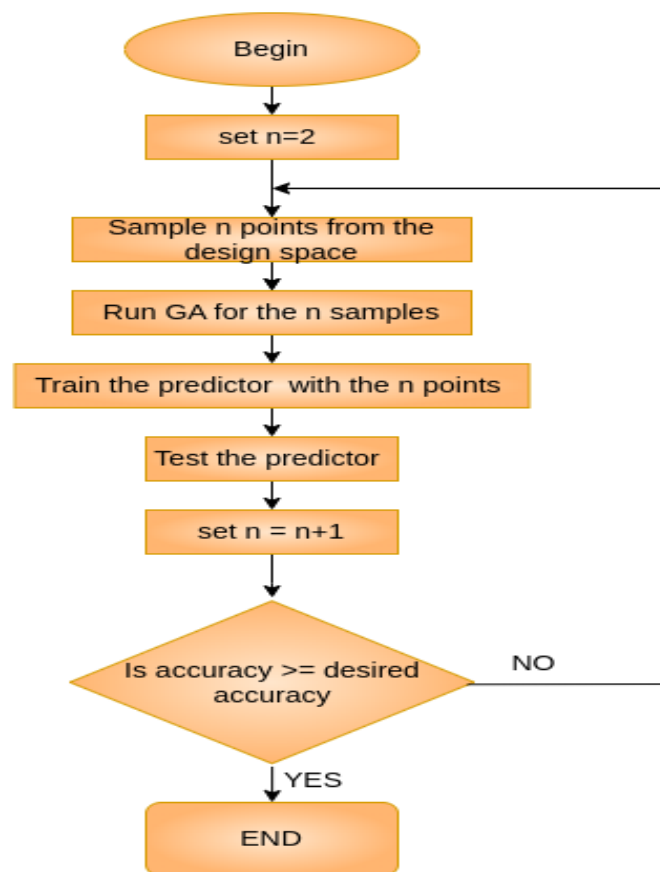 Begin
set n=2
Sample n points from the
design space
Run GA for the n samples
Train the predictor with the n points
Test the predictor
set n = n+1
Is accuracy >= desired
accuracy
NO
YES
END